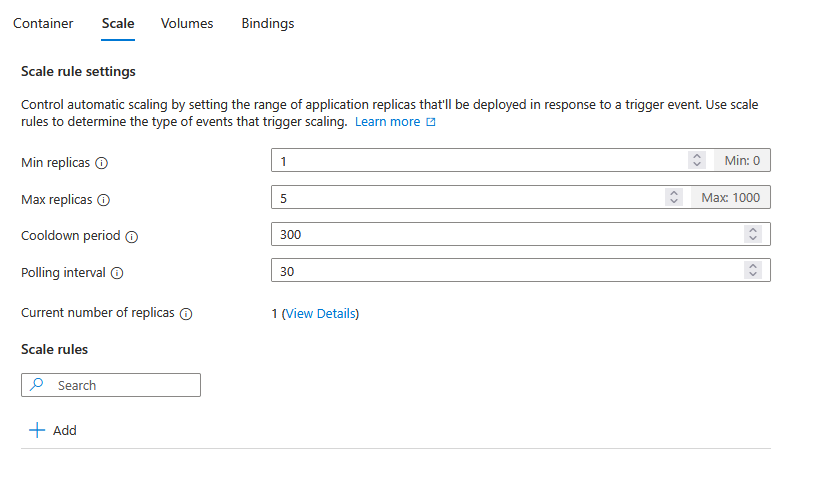 Container Scale Volumes Bindings
Scale rule settings
Control automatic scaling by setting the range of application replicas that'll be deployed in response to a trigger event. Use scale
rules to determine the type of events that trigger scaling. Learn more
Min replicas 1 Min: 0
Max replicas 5 Max: 1000
Cooldown period 300
Polling interval 30
Current number of replicas 1 (View Details)
Scale rules
Search
Add